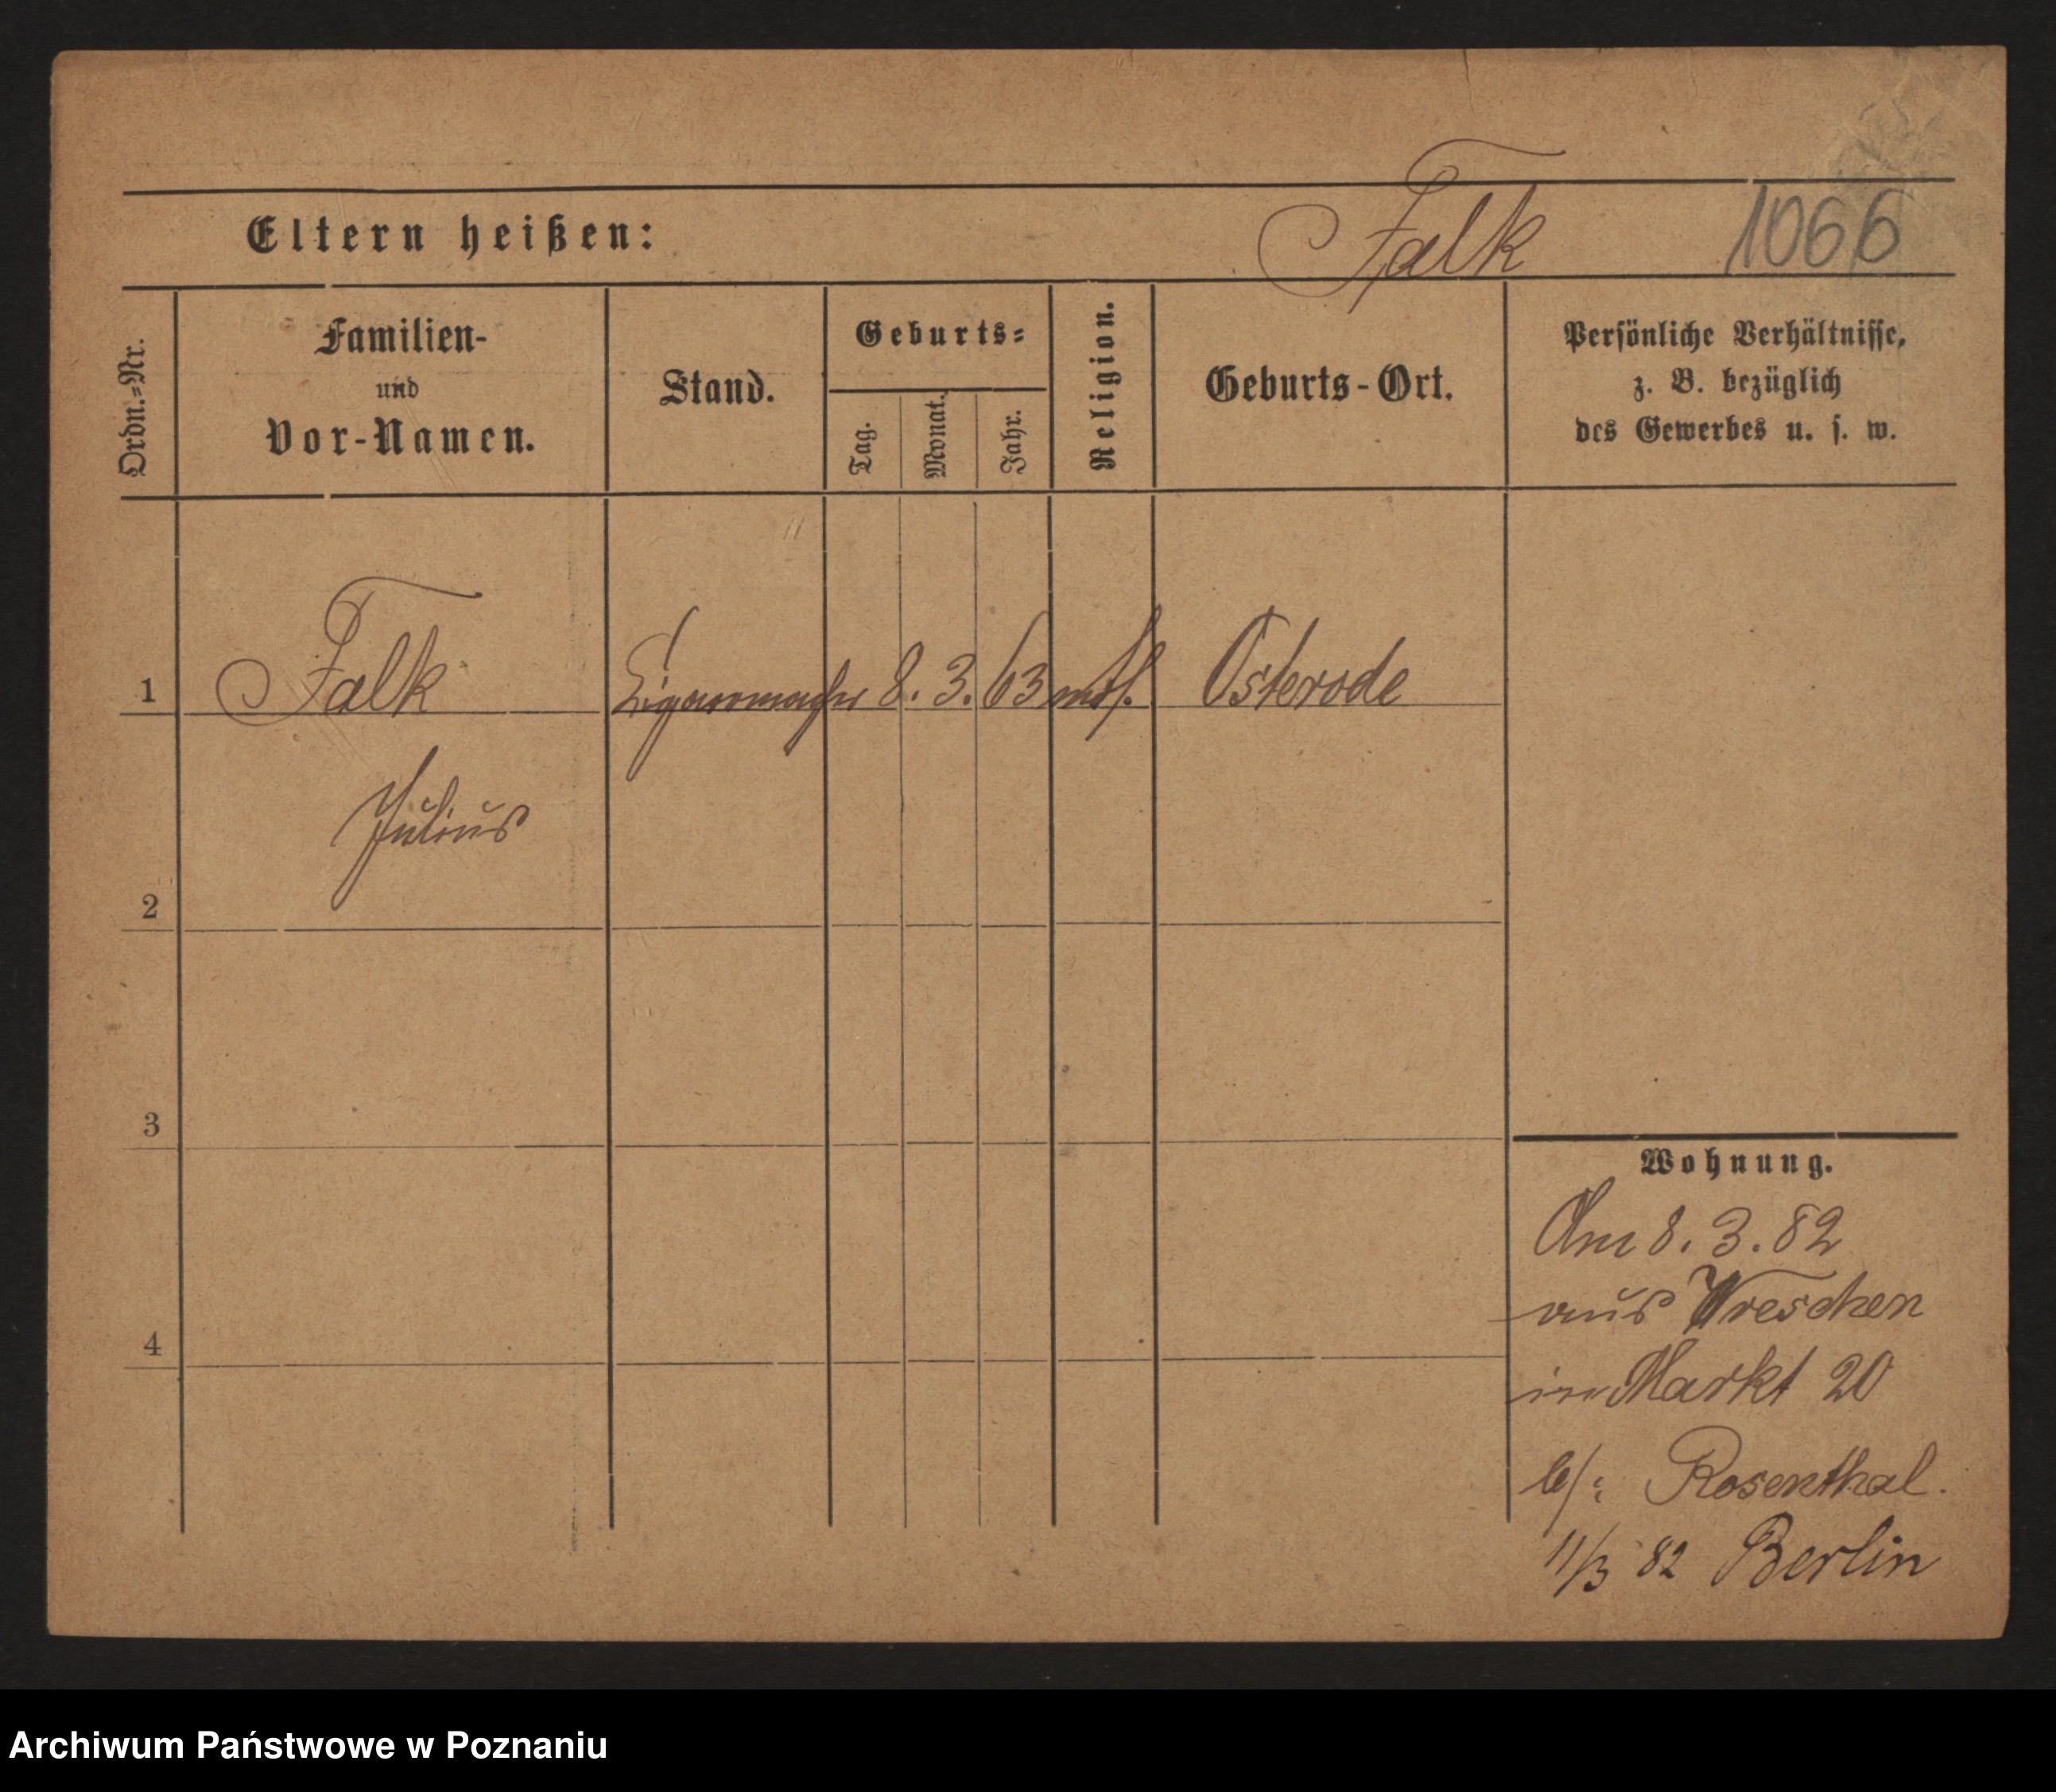 Eltern heißen: Falk 1066
Ordn.-Nr.
Familien-
und
Vor-Namen.
Stand.
Geburts-
Tag.
Monat.
Jahr.
Religion.
Geburts-Ort.
Persönliche Verhältnisse,
z. B. bezüglich
des Gewerbes u. s. w.
1 Falk Cigarrmacher 8. 3. 63 Osterode
Julius
2
3
4
Wohnung.
Am 8. 3. 82
aus Wreschen
in Markt 20
b/: Rosenthal.
11/3 82 Berlin
Archiwum Państwowe w Poznaniu